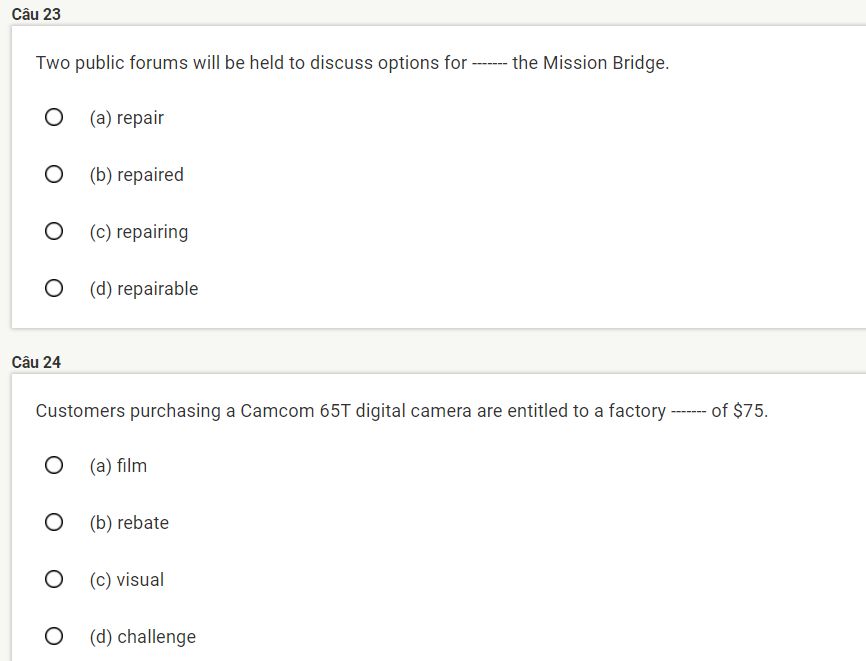 Câu 23
Two public forums will be held to discuss options for ------- the Mission Bridge.
(a) repair
(b) repaired
(c) repairing
(d) repairable
Câu 24
Customers purchasing a Camcom 65T digital camera are entitled to a factory ------- of $75.
(a) film
(b) rebate
(c) visual
(d) challenge